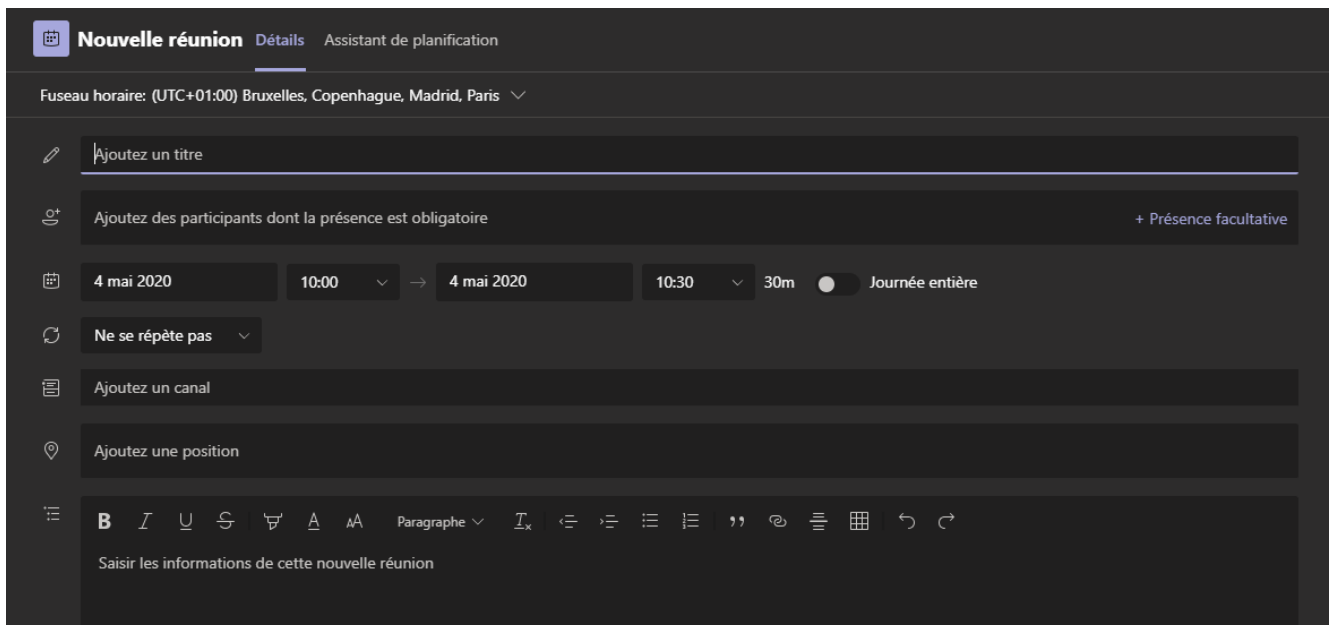 Nouvelle réunion Détails Assistant de planification
Fuseau horaire: (UTC+01:00) Bruxelles, Copenhague, Madrid, Paris
Ajoutez un titre
Ajoutez des participants dont la présence est obligatoire + Présence facultative
4 mai 2020 10:00 → 4 mai 2020 10:30 30m Journée entière
Ne se répète pas
Ajoutez un canal
Ajoutez une position
B I U S A AA Paragraphe Tx
Saisir les informations de cette nouvelle réunion